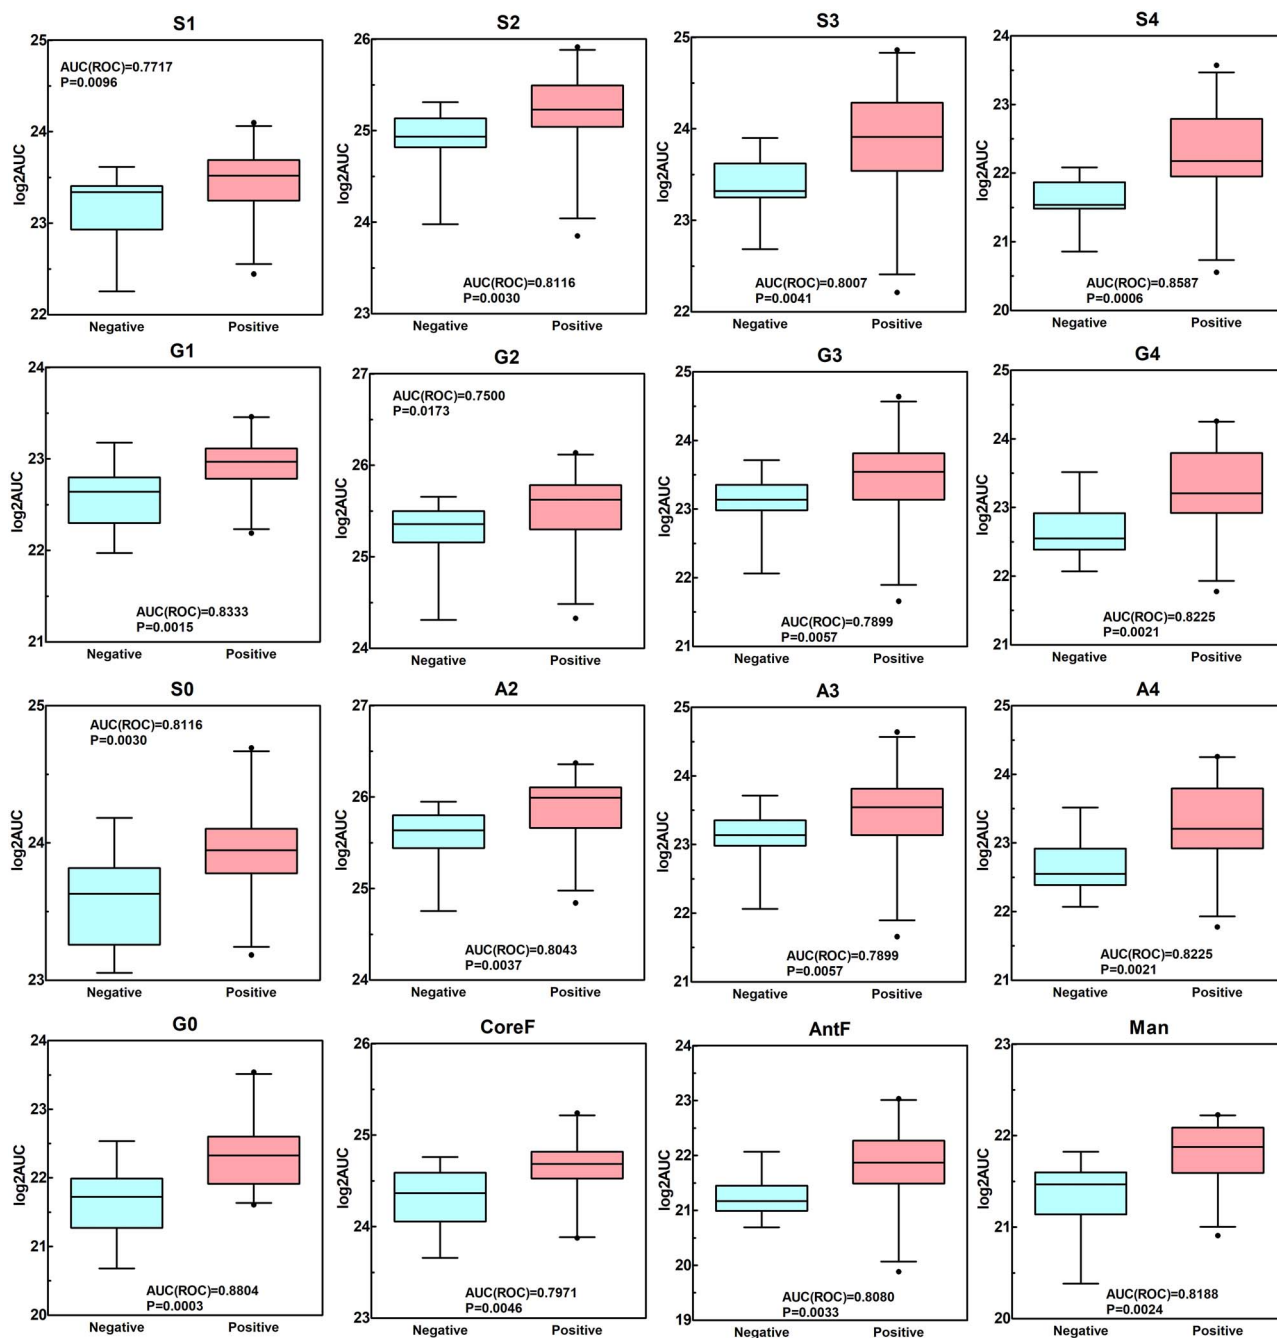 S1
25
24
23
22
log2AUC
AUC(ROC)=0.7717
P=0.0096
Negative
Positive
S2
26
25
24
23
log2AUC
AUC(ROC)=0.8116
P=0.0030
Negative
Positive
S3
25
24
23
22
log2AUC
AUC(ROC)=0.8007
P=0.0041
Negative
Positive
S4
24
23
22
21
20
log2AUC
AUC(ROC)=0.8587
P=0.0006
Negative
Positive
G1
24
23
22
21
log2AUC
AUC(ROC)=0.8333
P=0.0015
Negative
Positive
G2
27
26
25
24
log2AUC
AUC(ROC)=0.7500
P=0.0173
Negative
Positive
G3
25
24
23
22
21
log2AUC
AUC(ROC)=0.7899
P=0.0057
Negative
Positive
G4
25
24
23
22
21
log2AUC
AUC(ROC)=0.8225
P=0.0021
Negative
Positive
S0
25
24
23
log2AUC
AUC(ROC)=0.8116
P=0.0030
Negative
Positive
A2
27
26
25
24
log2AUC
AUC(ROC)=0.8043
P=0.0037
Negative
Positive
A3
25
24
23
22
21
log2AUC
AUC(ROC)=0.7899
P=0.0057
Negative
Positive
A4
25
24
23
22
21
log2AUC
AUC(ROC)=0.8225
P=0.0021
Negative
Positive
G0
24
23
22
21
20
log2AUC
AUC(ROC)=0.8804
P=0.0003
Negative
Positive
CoreF
26
25
24
23
log2AUC
AUC(ROC)=0.7971
P=0.0046
Negative
Positive
AntF
24
23
22
21
20
19
log2AUC
AUC(ROC)=0.8080
P=0.0033
Negative
Positive
Man
23
22
21
20
log2AUC
AUC(ROC)=0.8188
P=0.0024
Negative
Positive